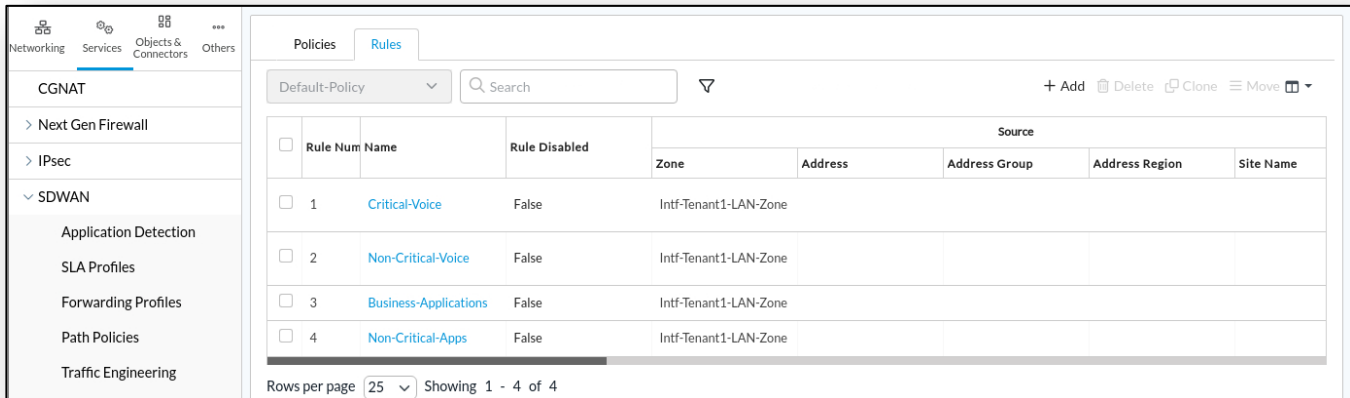 Networking Services Objects & Connectors Others
Policies Rules
CGNAT
Default-Policy Search + Add Delete Clone Move
Next Gen Firewall
IPsec
SDWAN
Application Detection
SLA Profiles
Forwarding Profiles
Path Policies
Traffic Engineering
Rule Num Name Rule Disabled Source
Zone Address Address Group Address Region Site Name
1 Critical-Voice False Intf-Tenant1-LAN-Zone
2 Non-Critical-Voice False Intf-Tenant1-LAN-Zone
3 Business-Applications False Intf-Tenant1-LAN-Zone
4 Non-Critical-Apps False Intf-Tenant1-LAN-Zone
Rows per page 25 Showing 1 - 4 of 4